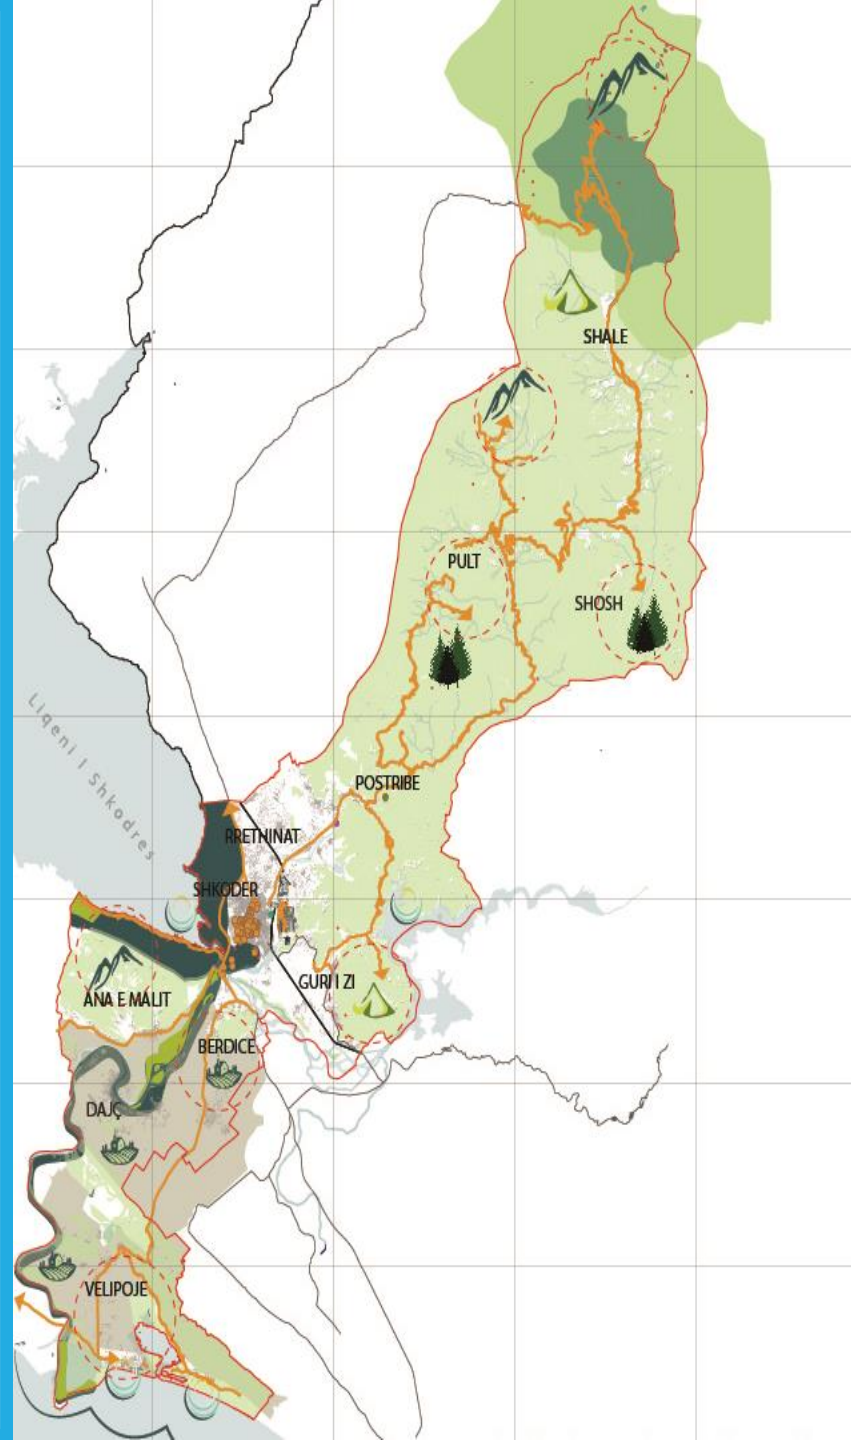 SHALE
PULT
SHOSH
Liqeni I Shkodres
POSTRIBE
RRETHINAT
SHKODER
GURI I ZI
ANA E MALIT
BERDICE
DAJÇ
VELIPOJE